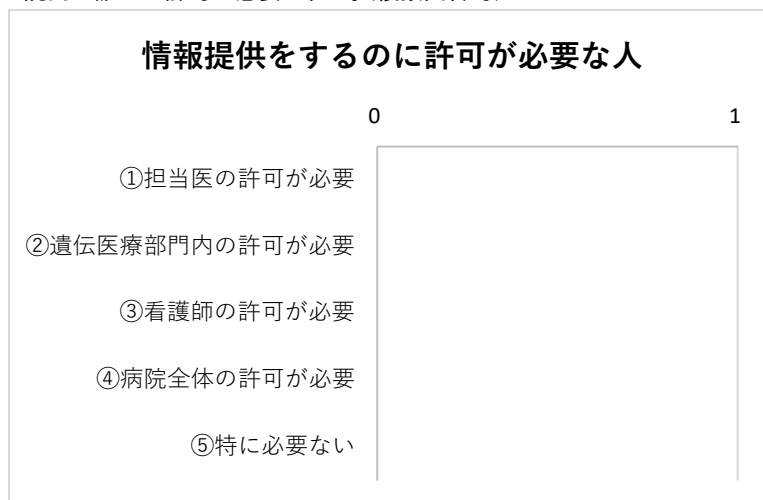 情報提供をするのに許可が必要な人
0 1
①担当医の許可が必要
②遺伝医療部門内の許可が必要
③看護師の許可が必要
④病院全体の許可が必要
⑤特に必要ない